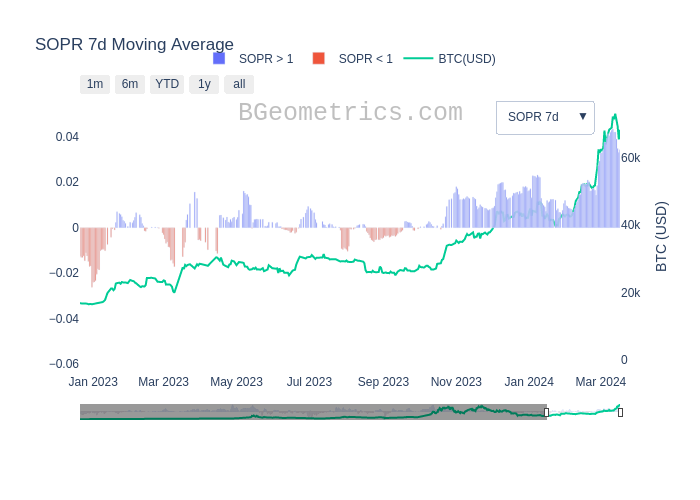 SOPR 7d Moving Average
SOPR > 1
SOPR < 1
BTC(USD)
1m
6m
YTD
1y
all
BGeometrics.com
SOPR 7d ▼
0.04
0.02
0
−0.02
−0.04
−0.06
60k
40k
20k
0
BTC (USD)
Jan 2023
Mar 2023
May 2023
Jul 2023
Sep 2023
Nov 2023
Jan 2024
Mar 2024